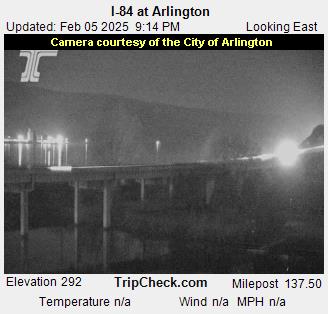 I-84 at Arlington
Updated: Feb 05 2025 9:14 PM Looking East
Camera courtesy of the City of Arlington
Elevation 292 TripCheck.com Milepost 137.50
Temperature n/a Wind n/a MPH n/a